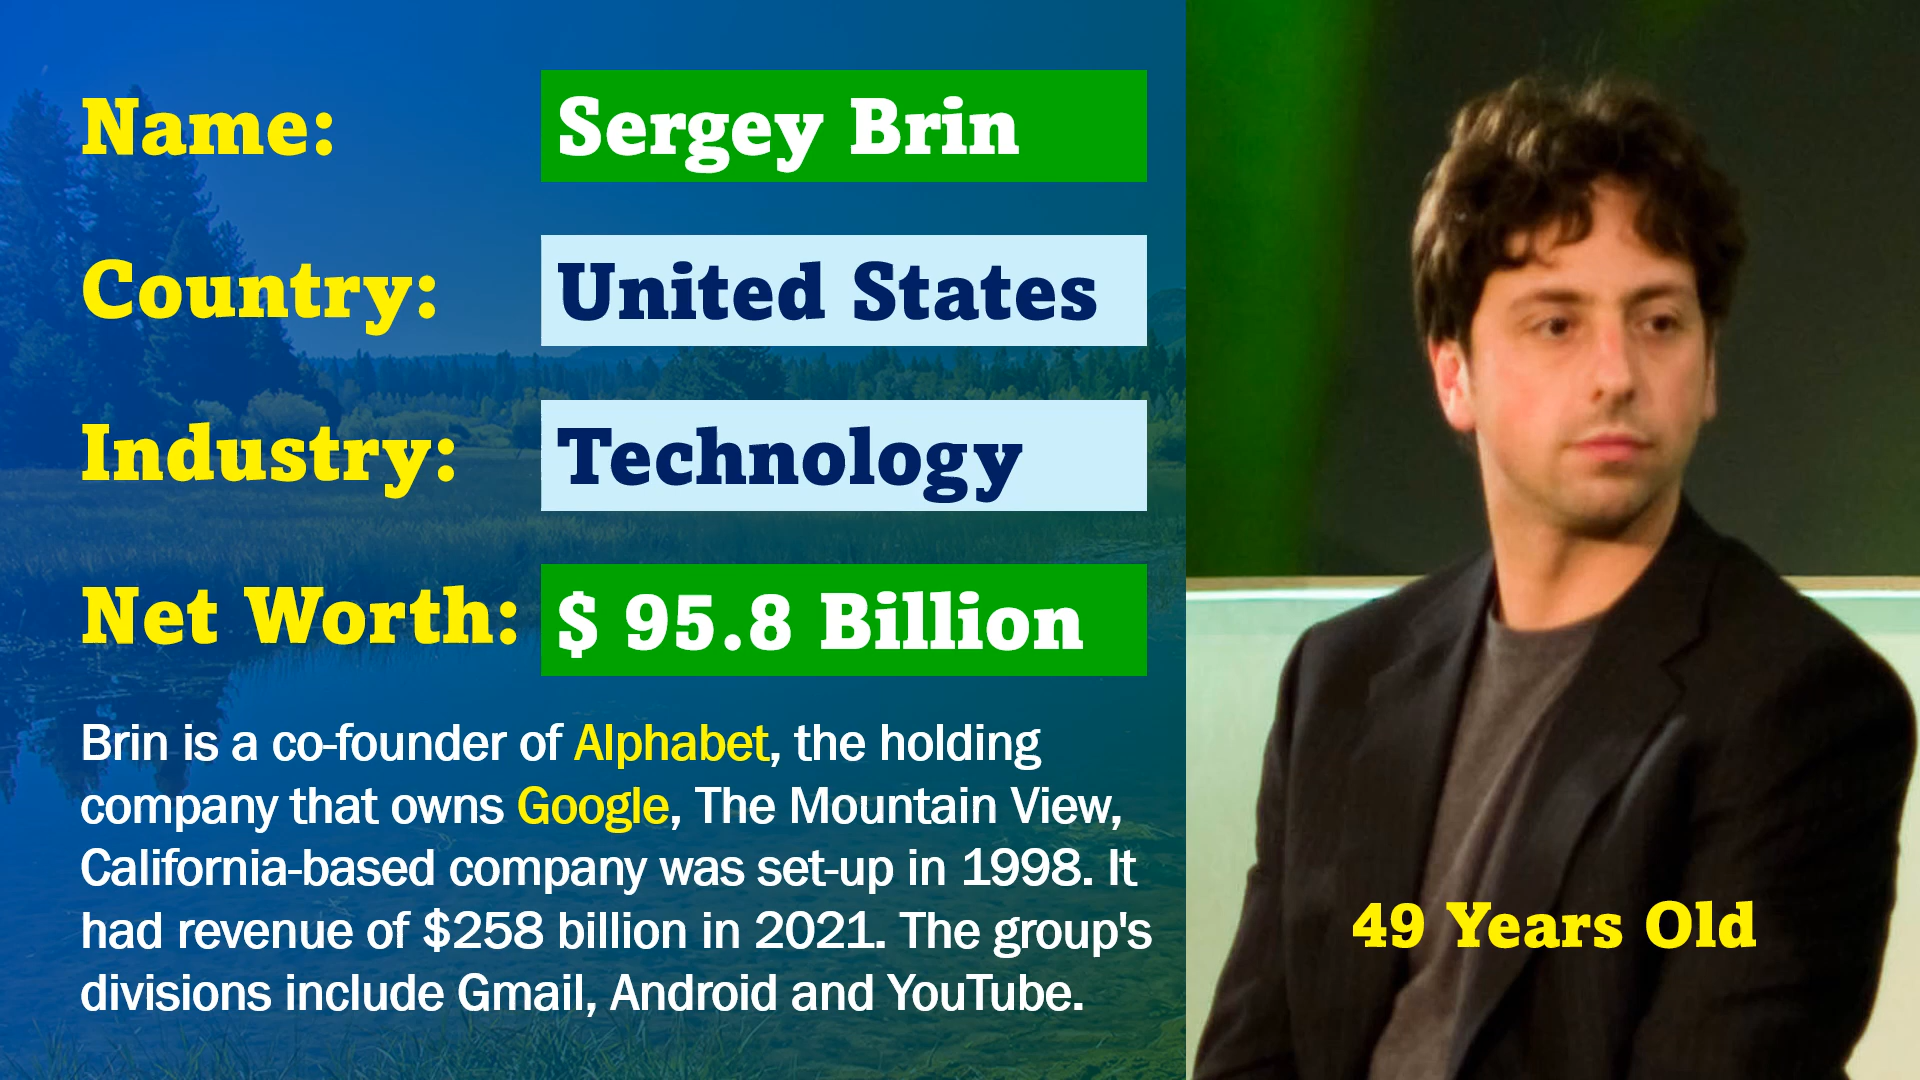 Name: Sergey Brin
Country: United States
Industry: Technology
Net Worth: $ 95.8 Billion
Brin is a co-founder of Alphabet, the holding
company that owns Google, The Mountain View,
California-based company was set-up in 1998. It
had revenue of $258 billion in 2021. The group's
divisions include Gmail, Android and YouTube.
49 Years Old